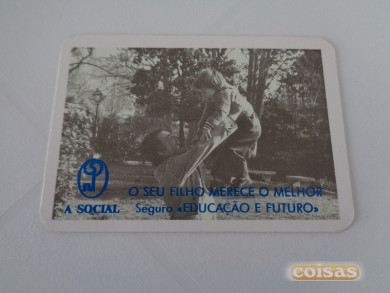 O SEU FILHO MERECE O MELHOR
A SOCIAL Seguro «EDUCAÇÃO E FUTURO»
coisas